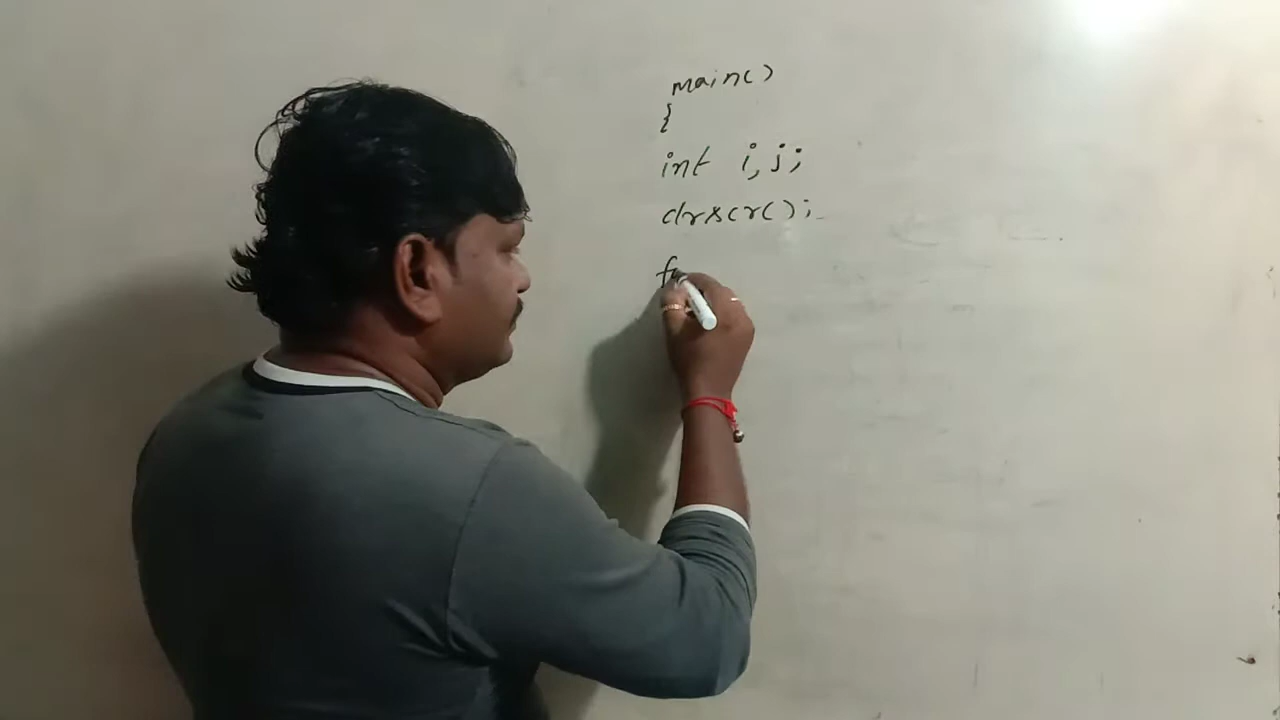 main()
{
int i,j;
clrscr();
f